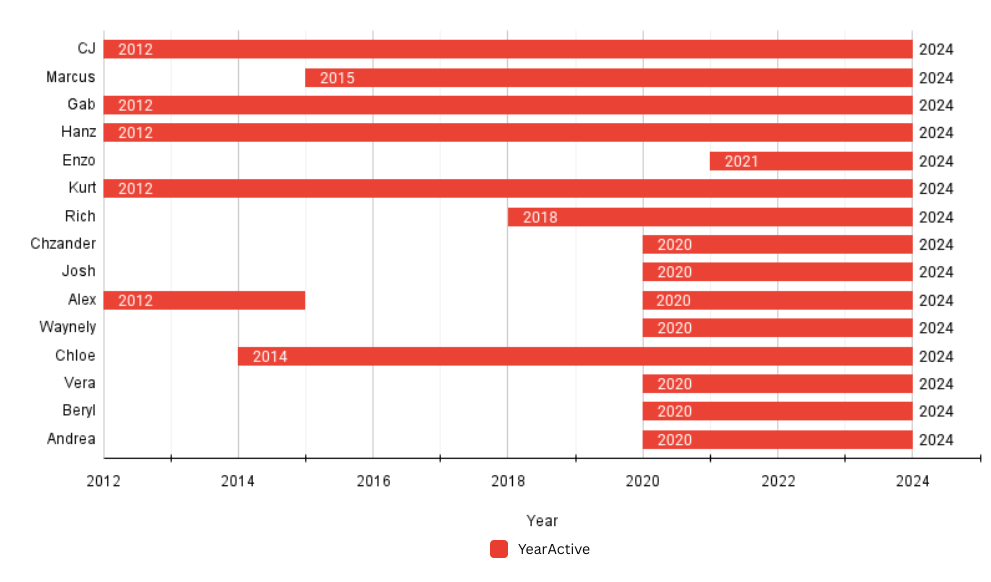 CJ 2012 2024
Marcus 2015 2024
Gab 2012 2024
Hanz 2012 2024
Enzo 2021 2024
Kurt 2012 2024
Rich 2018 2024
Chzander 2020 2024
Josh 2020 2024
Alex 2012 2020 2024
Waynely 2020 2024
Chloe 2014 2024
Vera 2020 2024
Beryl 2020 2024
Andrea 2020 2024
2012 2014 2016 2018 2020 2022 2024
Year
YearActive